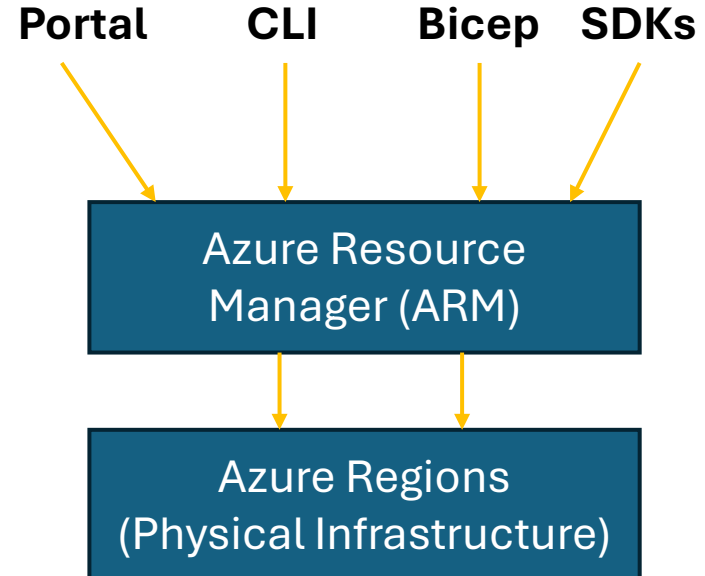 Portal CLI Bicep SDKs
Azure Resource
Manager (ARM)
Azure Regions
(Physical Infrastructure)